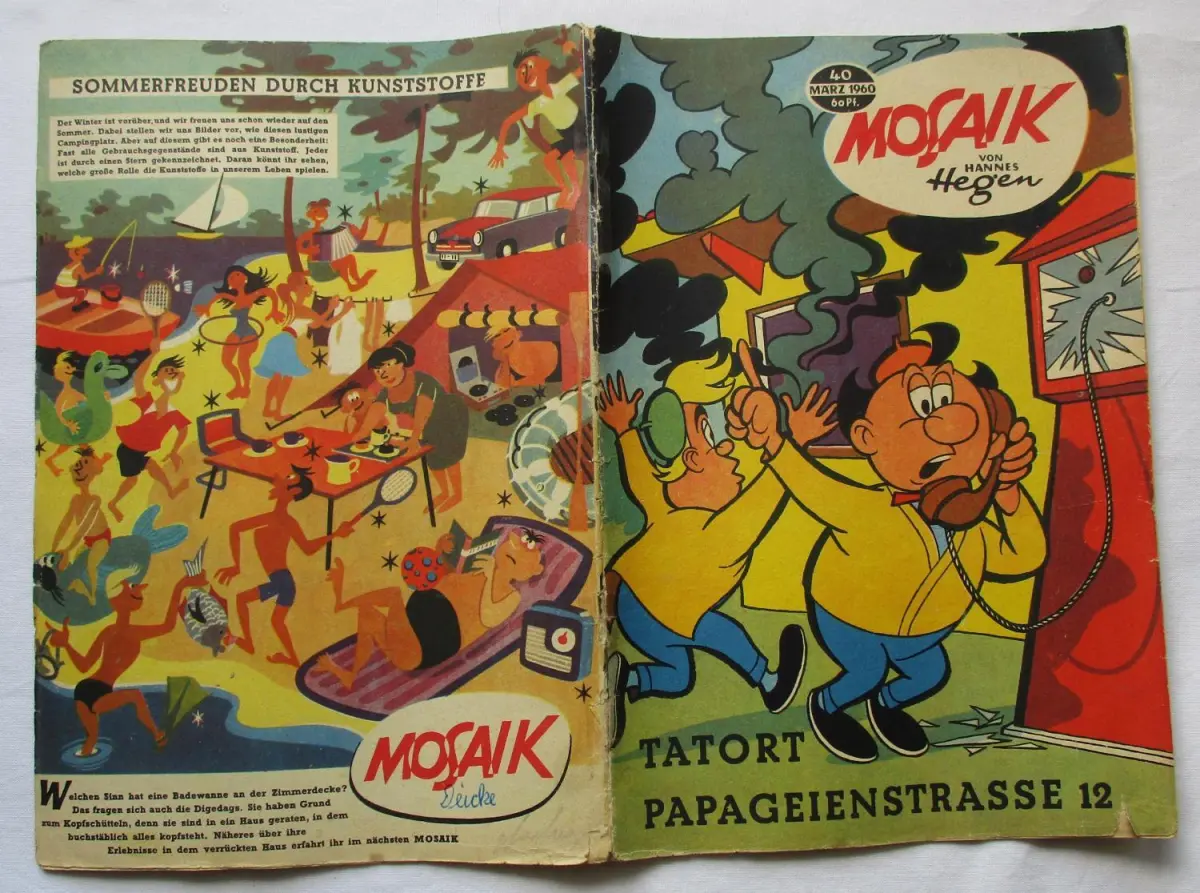 SOMMERFREUDEN DURCH KUNSTSTOFFE
Der Winter ist vorüber, und wir freuen uns schon wieder auf den
Sommer. Dabei stellen wir uns Bilder vor, wie diesen lustigen
Campingplatz. Aber auf diesem gibt es noch eine Besonderheit:
Fast alle Gebrauchsgegenstände sind aus Kunststoff. Jeder
ist durch einen Stern gekennzeichnet. Daran könnt ihr sehen,
welche große Rolle die Kunststoffe in unserem Leben spielen.
MOSAIK
Welchen Sinn hat eine Badewanne an der Zimmerdecke?
Das fragen sich auch die Digedags. Sie haben Grund
zum Kopfschütteln, denn sie sind in ein Haus geraten, in dem
buchstäblich alles kopfsteht. Näheres über ihre
Erlebnisse in dem verrückten Haus erfahrt ihr im nächsten MOSAIK
40
MÄRZ 1960
60 Pf.
MOSAIK
VON
HANNES
Hegen
TATORT
PAPAGEIENSTRASSE 12